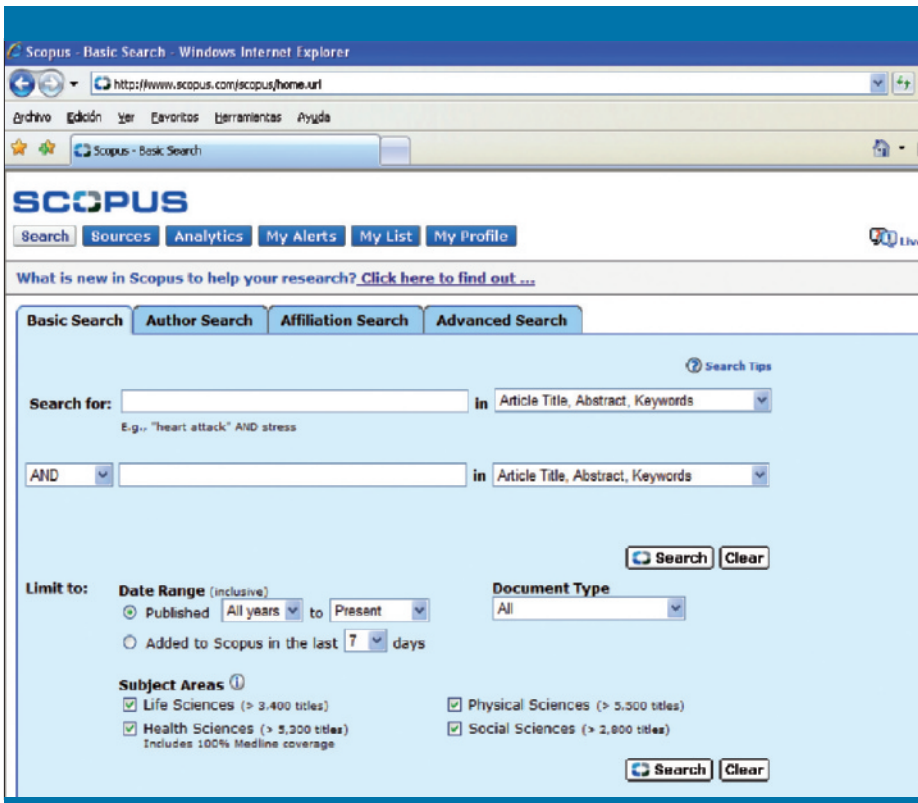 Scopus - Basic Search - Windows Internet Explorer
http://www.scopus.com/scopus/home.url
Archivo Edición Ver Favoritos Herramientas Ayuda
Scopus - Basic Search
SCOPUS
Search Sources Analytics My Alerts My List My Profile
What is new in Scopus to help your research? Click here to find out ...
Basic Search Author Search Affiliation Search Advanced Search
? Search Tips
Search for: in Article Title, Abstract, Keywords
E.g., "heart attack" AND stress
AND in Article Title, Abstract, Keywords
Search Clear
Limit to: Date Range (inclusive) Document Type
Published All years to Present All
Added to Scopus in the last 7 days
Subject Areas
Life Sciences (> 3,400 titles) Physical Sciences (> 5,500 titles)
Health Sciences (> 5,300 titles) Social Sciences (> 2,800 titles)
Includes 100% Medline coverage
Search Clear